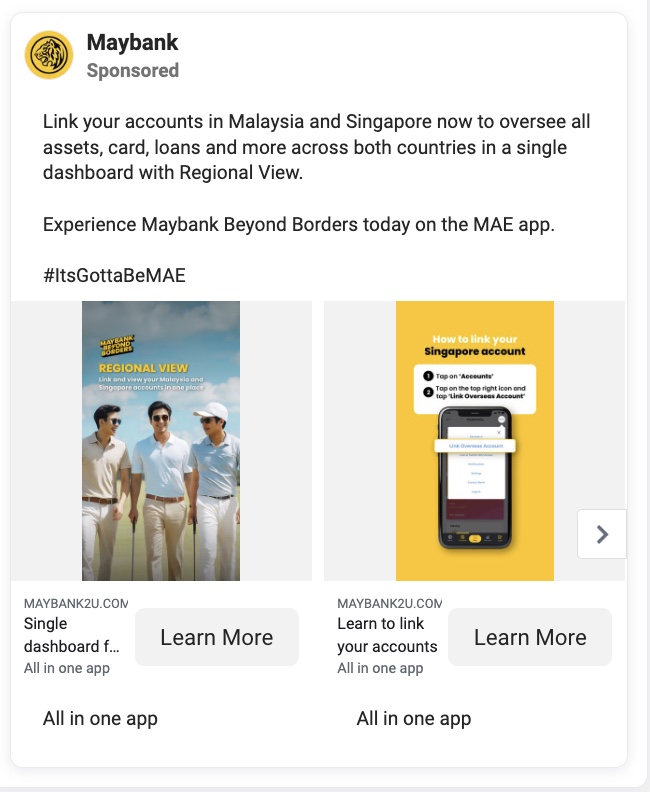 Maybank
Sponsored
Link your accounts in Malaysia and Singapore now to oversee all
assets, card, loans and more across both countries in a single
dashboard with Regional View.
Experience Maybank Beyond Borders today on the MAE app.
#ItsGottaBeMAE
MAYBANK
BEYOND
BORDERS
REGIONAL VIEW
Link and view your Malaysia and
Singapore accounts in one place
How to link your
Singapore account
1 Tap on 'Accounts'
2 Tap on the top right icon and
tap 'Link Overseas Account'
Link Overseas Account
MAYBANK2U.COM
Single
dashboard f...
All in one app
Learn More
MAYBANK2U.COM
Learn to link
your accounts
All in one app
Learn More
All in one app
All in one app